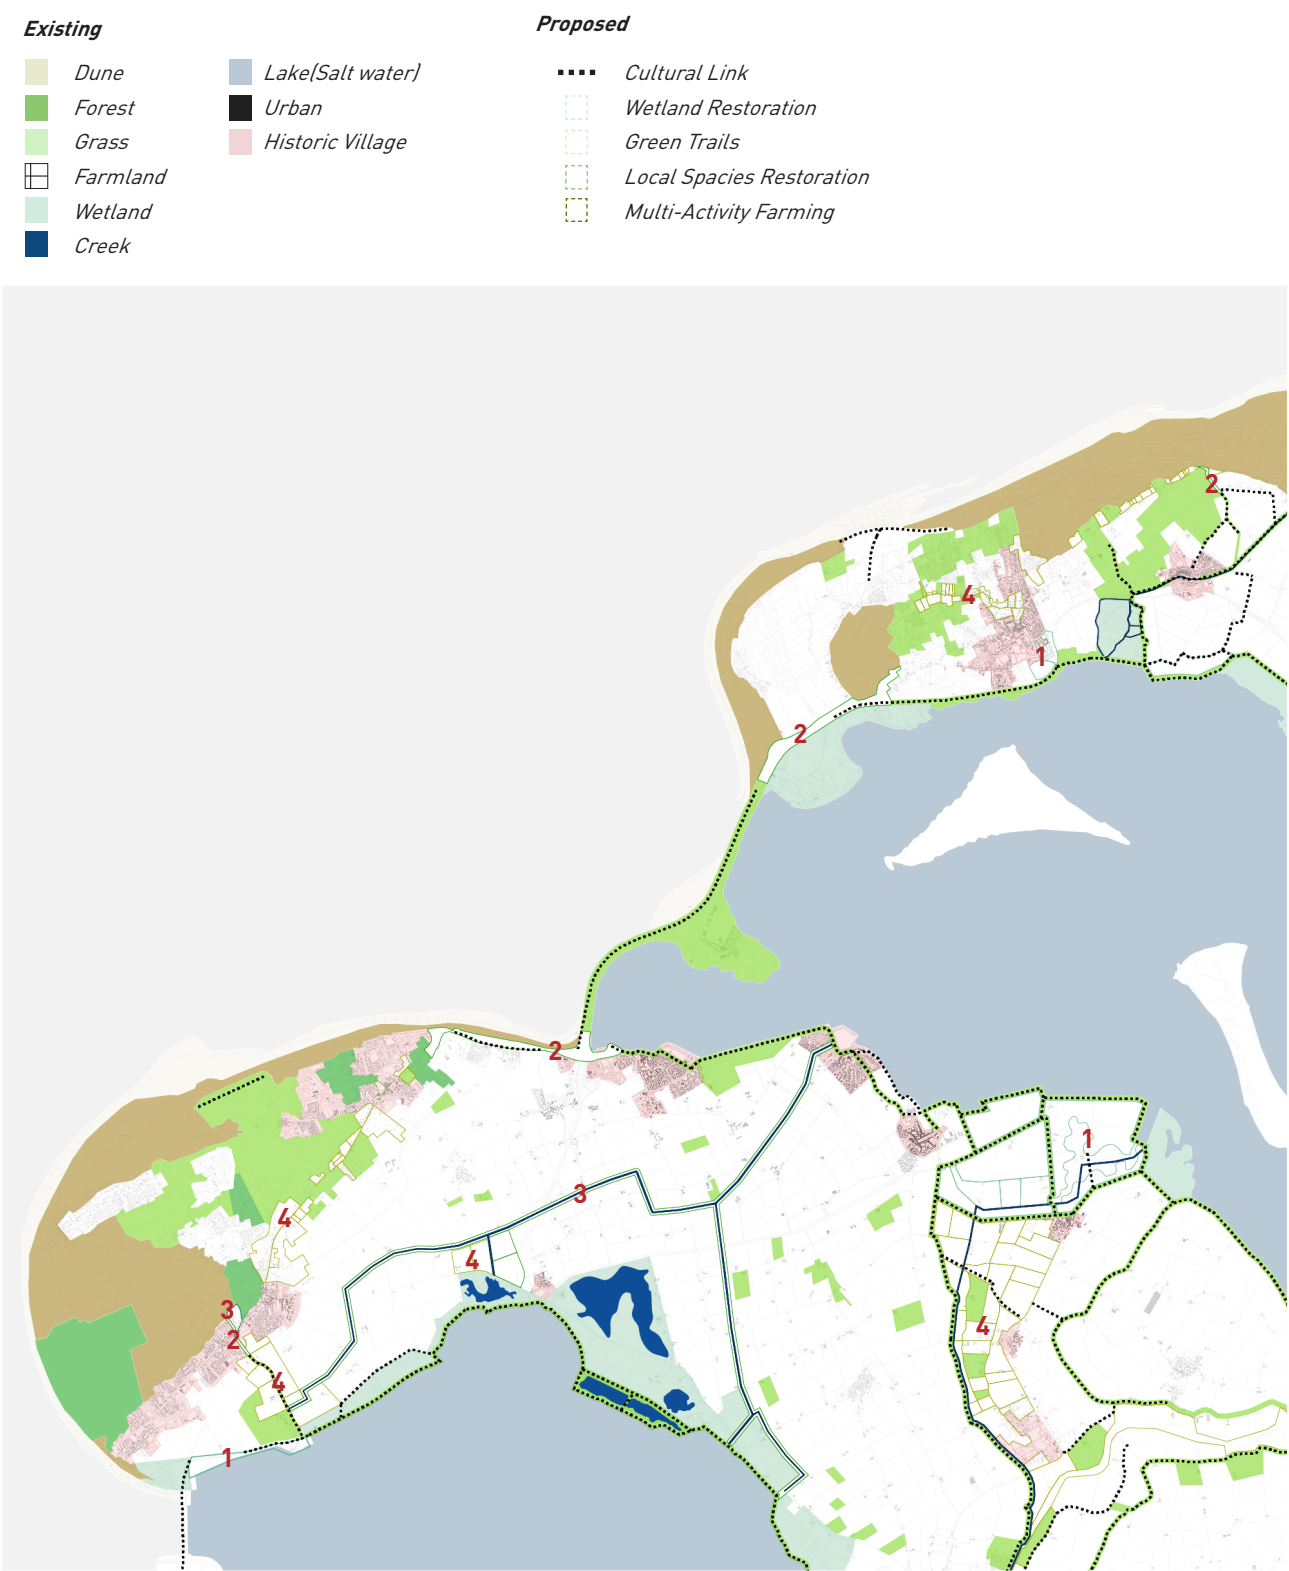 Existing
Dune
Forest
Grass
Farmland
Wetland
Creek
Lake(Salt water)
Urban
Historic Village
Proposed
Cultural Link
Wetland Restoration
Green Trails
Local Spacies Restoration
Multi-Activity Farming
2
4
1
2
2
1
3
4
4
3
2
4
4
1